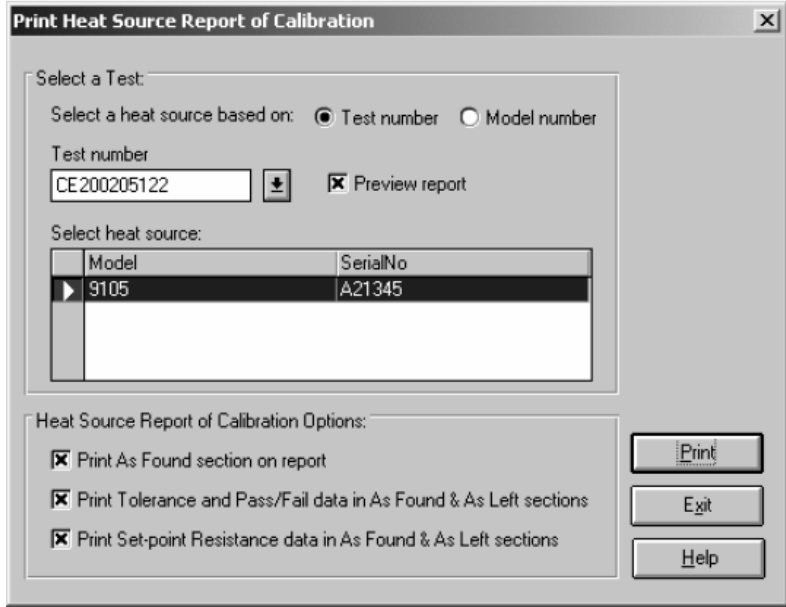 Print Heat Source Report of Calibration
Select a Test:
Select a heat source based on: Test number Model number
Test number
CE200205122 Preview report
Select heat source:
Model SerialNo
9105 A21345
Heat Source Report of Calibration Options:
Print As Found section on report
Print Tolerance and Pass/Fail data in As Found & As Left sections
Print Set-point Resistance data in As Found & As Left sections
Print
Exit
Help